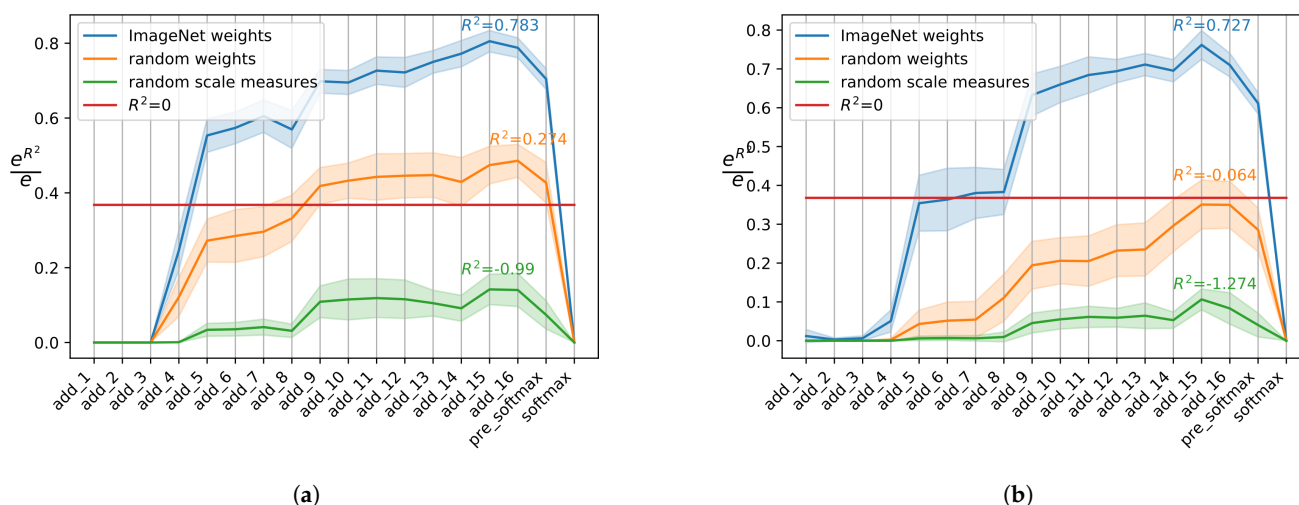 ImageNet weights
random weights
random scale measures
R²=0
R²=0.783
R²=0.274
R²=-0.99
e^{R²}
e
0.8
0.6
0.4
0.2
0.0
add_1
add_2
add_3
add_4
add_5
add_6
add_7
add_8
add_9
add_10
add_11
add_12
add_13
add_14
add_15
add_16
pre_softmax
softmax
(a)
ImageNet weights
random weights
random scale measures
R²=0
R²=0.727
R²=-0.064
R²=-1.274
e^{R²}
e
0.8
0.7
0.6
0.5
0.4
0.3
0.2
0.1
0.0
add_1
add_2
add_3
add_4
add_5
add_6
add_7
add_8
add_9
add_10
add_11
add_12
add_13
add_14
add_15
add_16
pre_softmax
softmax
(b)